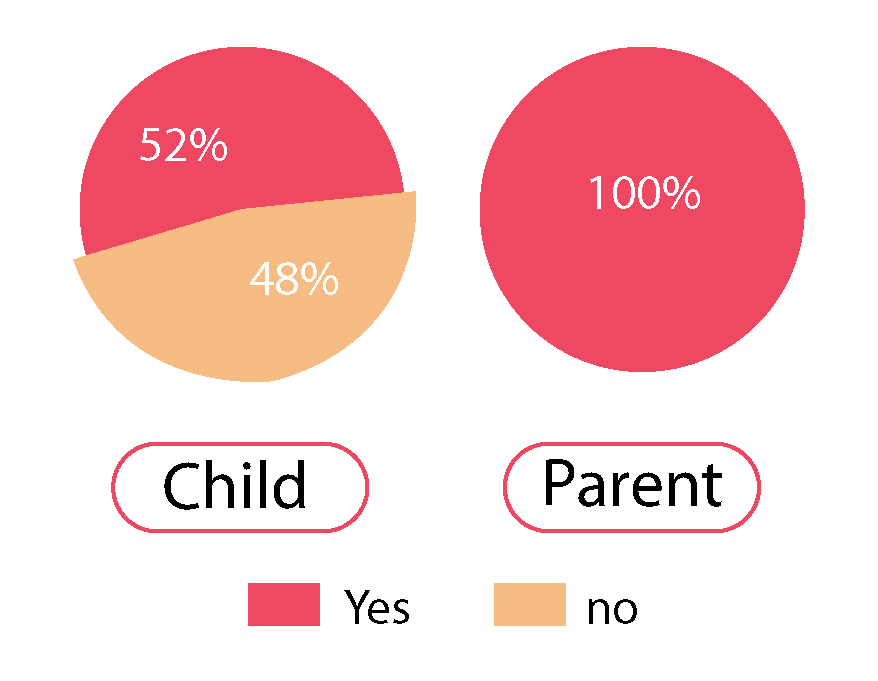 52%
100%
48%
Child
Parent
Yes
no